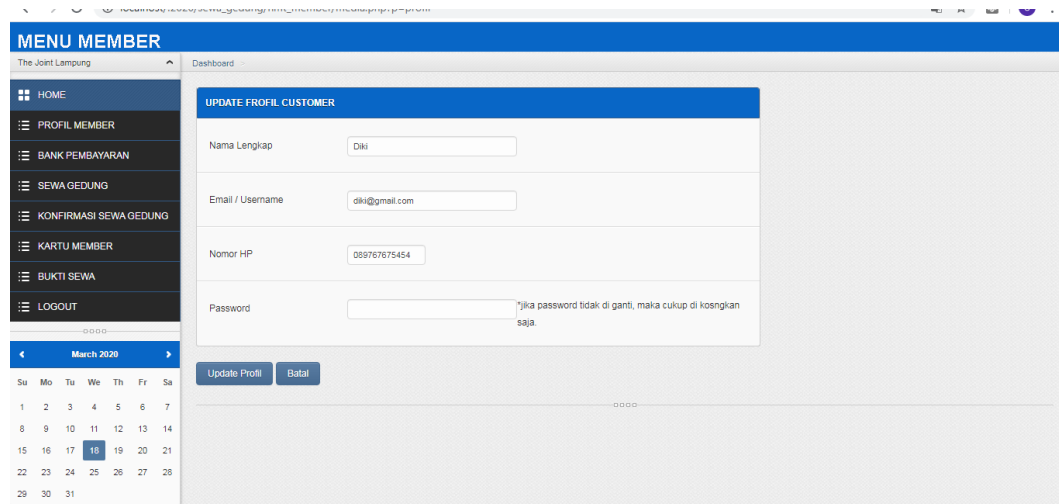 MENU MEMBER
The Joint Lampung
Dashboard
HOME
PROFIL MEMBER
BANK PEMBAYARAN
SEWA GEDUNG
KONFIRMASI SEWA GEDUNG
KARTU MEMBER
BUKTI SEWA
LOGOUT
March 2020
Su Mo Tu We Th Fr Sa
1 2 3 4 5 6 7
8 9 10 11 12 13 14
15 16 17 18 19 20 21
22 23 24 25 26 27 28
29 30 31
UPDATE FROFIL CUSTOMER
Nama Lengkap Diki
Email / Username diki@gmail.com
Nomor HP 089767675454
Password *jika password tidak di ganti, maka cukup di kosngkan
saja.
Update Profil Batal